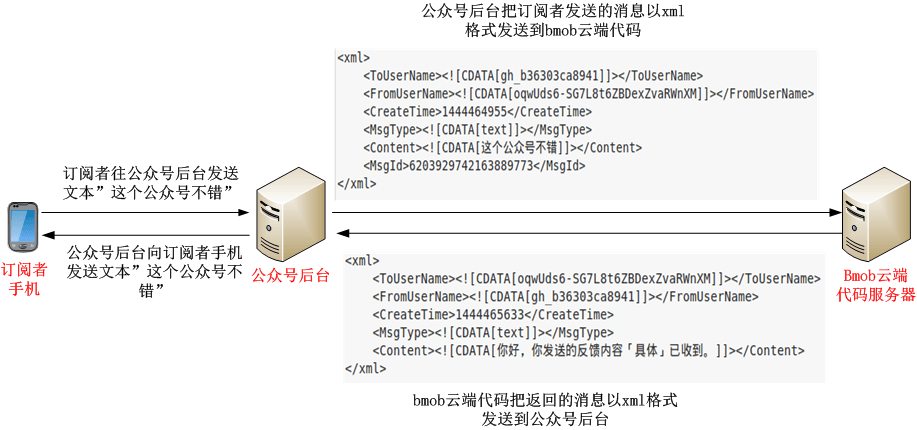 公众号后台把订阅者发送的消息以xml
格式发送到bmob云端代码
<xml>
<ToUserName><![CDATA[gh_b36303ca8941]]></ToUserName>
<FromUserName><![CDATA[oqwUds6-SG7L8t6ZBDexZvaRWnXM]]></FromUserName>
<CreateTime>1444464955</CreateTime>
<MsgType><![CDATA[text]]></MsgType>
<Content><![CDATA[这个公众号不错]]></Content>
<MsgId>6203929742163889773</MsgId>
</xml>
订阅者往公众号后台发送
文本”这个公众号不错”
公众号后台向订阅者手机
发送文本”这个公众号不
错”
订阅者
手机
公众号后台
Bmob云端
代码服务器
<xml>
<ToUserName><![CDATA[oqwUds6-SG7L8t6ZBDexZvaRWnXM]]></ToUserName>
<FromUserName><![CDATA[gh_b36303ca8941]]></FromUserName>
<CreateTime>1444465633</CreateTime>
<MsgType><![CDATA[text]]></MsgType>
<Content><![CDATA[你好，你发送的反馈内容「具体」已收到。]]></Content>
</xml>
bmob云端代码把返回的消息以xml格式
发送到公众号后台